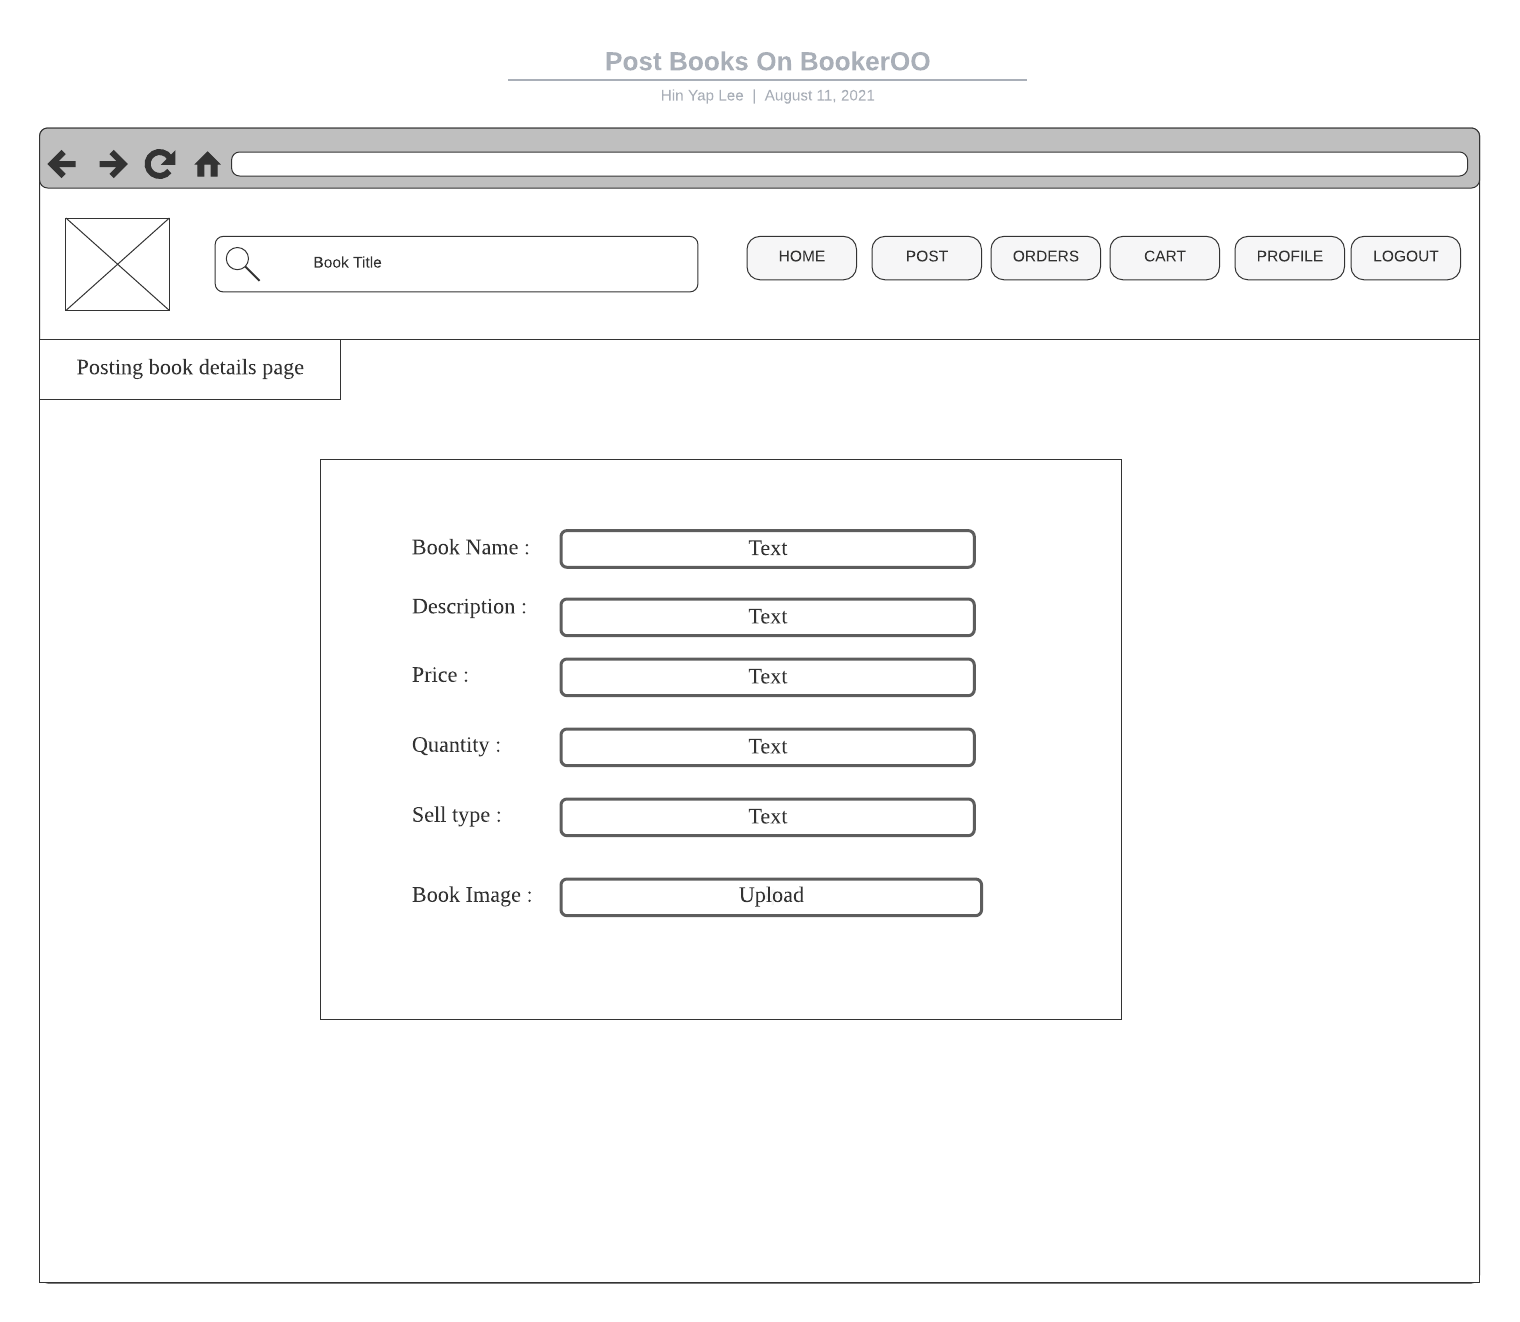 Post Books On BookerOO
Hin Yap Lee | August 11, 2021
Book Title
HOME POST ORDERS CART PROFILE LOGOUT
Posting book details page
Book Name : Text
Description : Text
Price : Text
Quantity : Text
Sell type : Text
Book Image : Upload